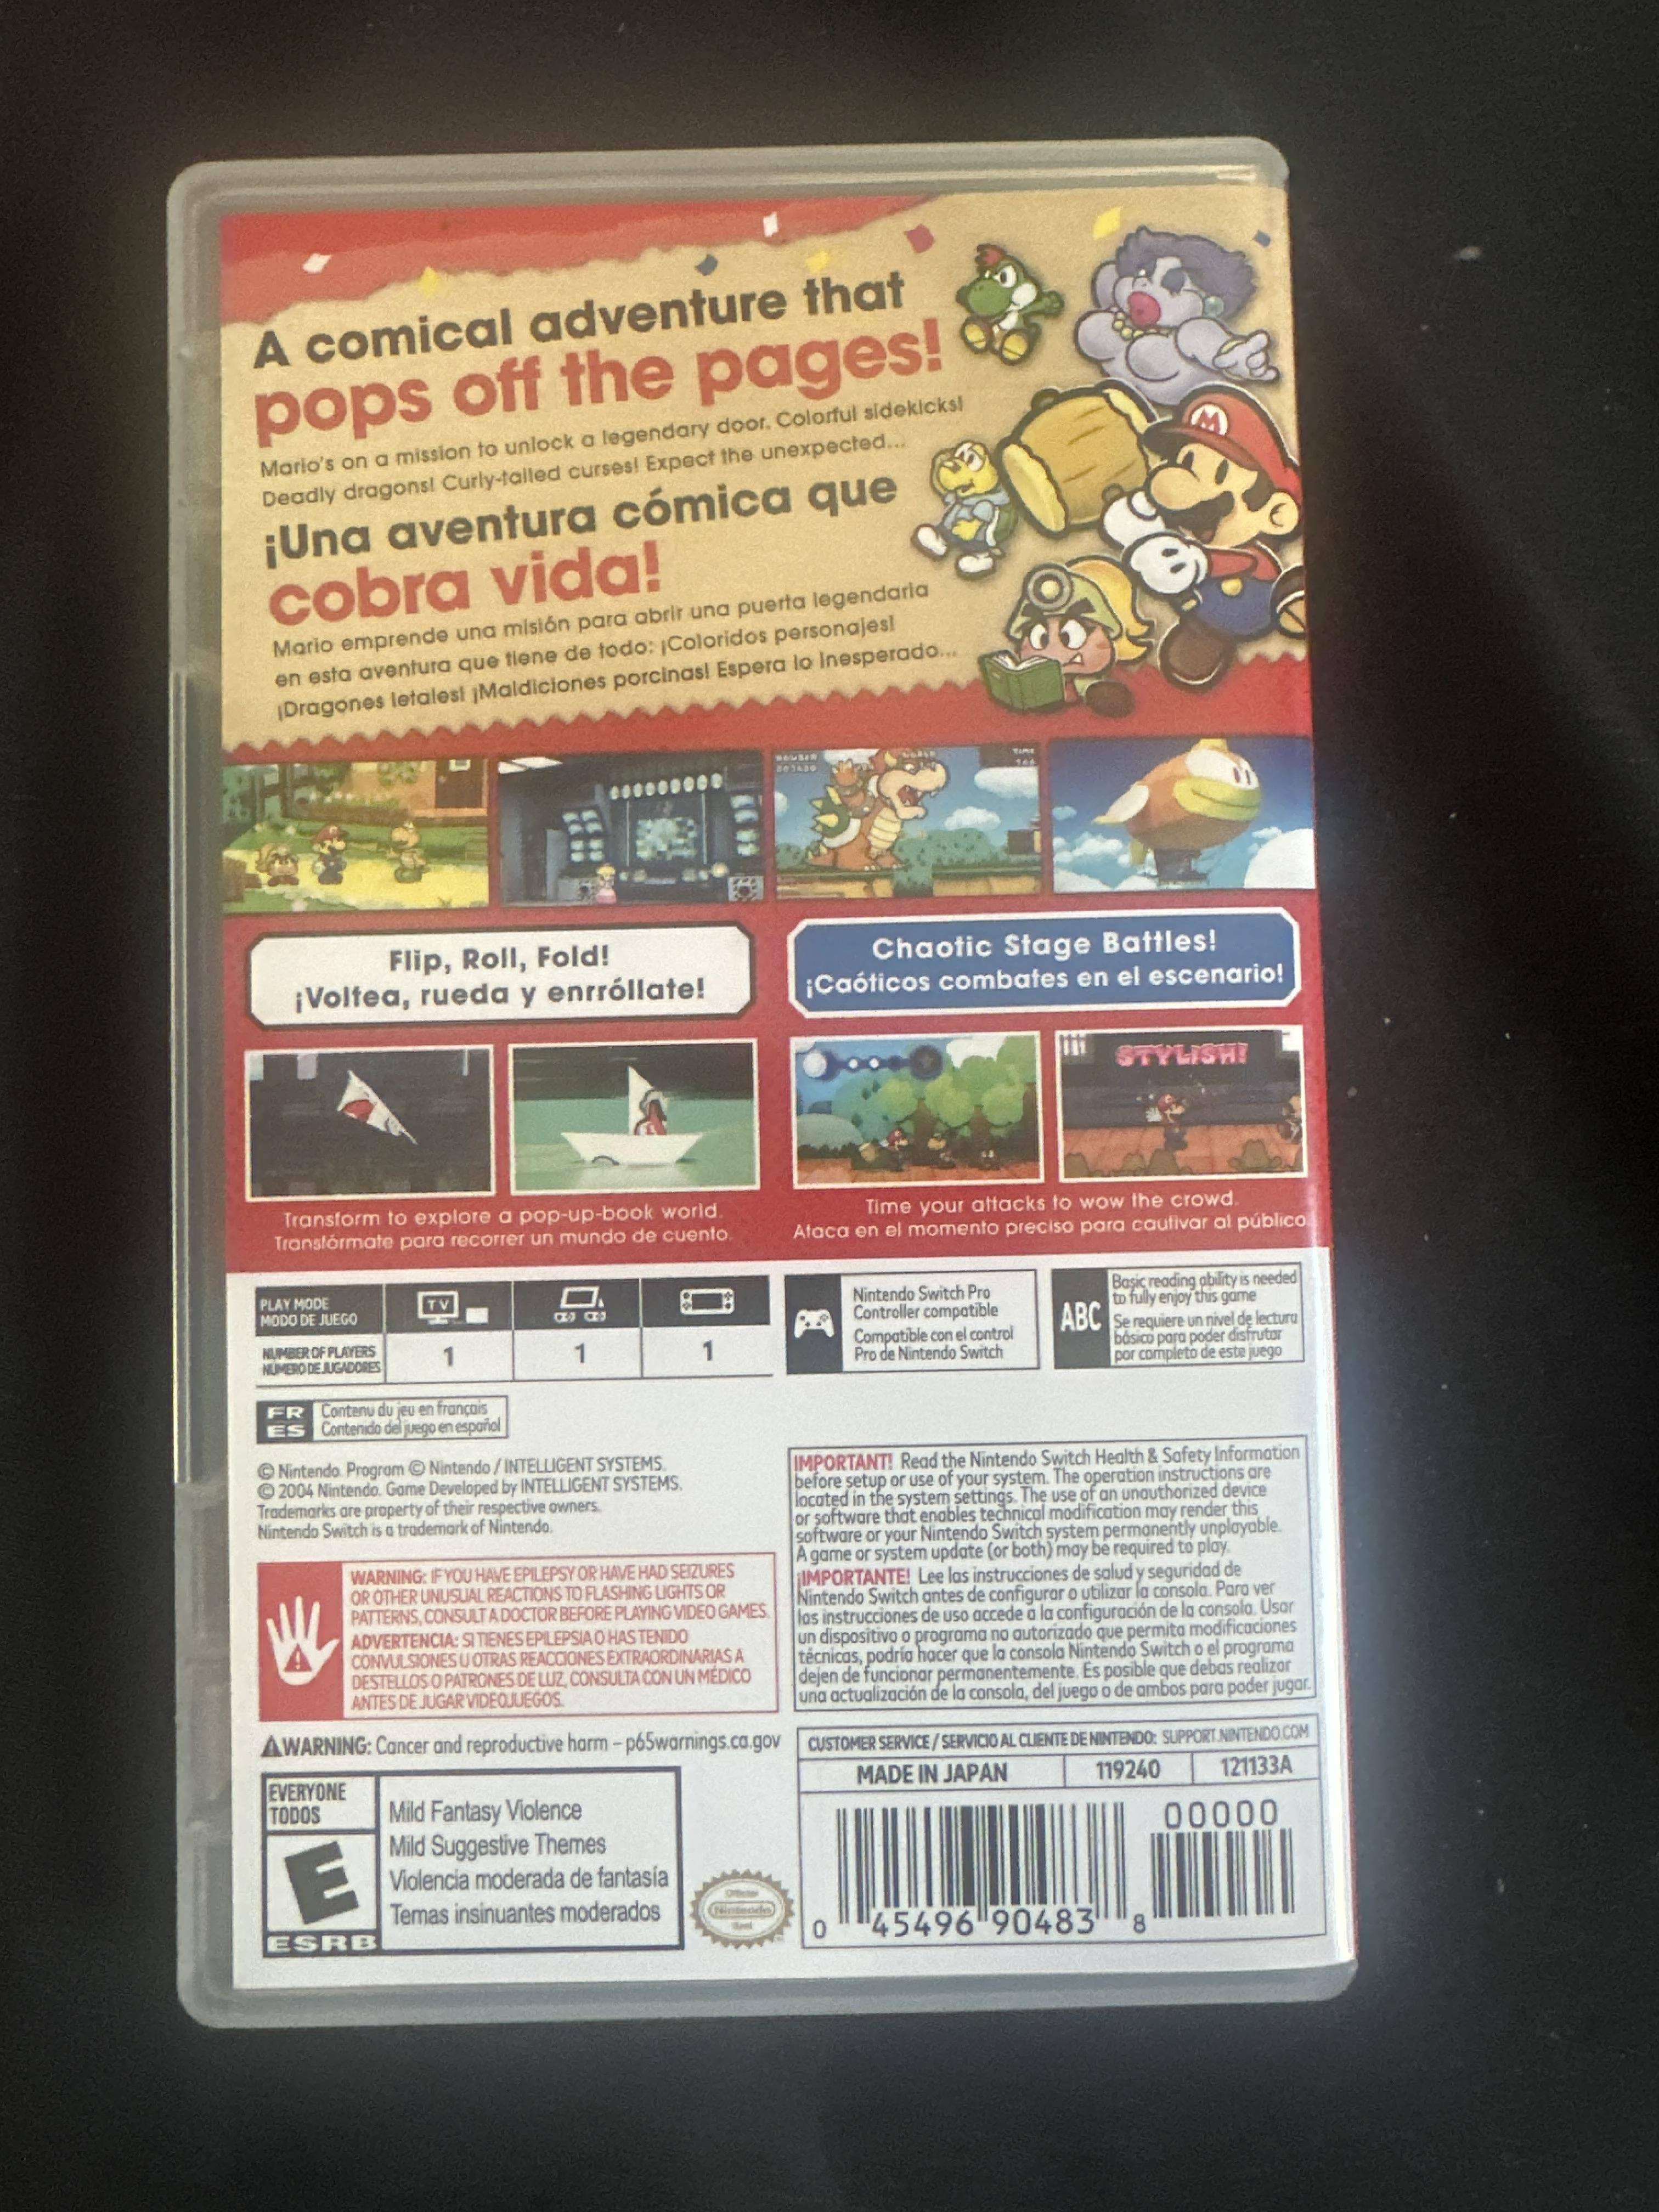 A comical adventure that
pops off the pages!
Mario's on a mission to unlock a legendary door. Colorful sidekicks!
Deadly dragons! Curly-tailed curses! Expect the unexpected...
¡Una aventura cómica que
cobra vida!
Mario emprende una misión para abrir una puerta legendaria
en esta aventura que tiene de todo: ¡Coloridos personajes!
¡Dragones letales! ¡Maldiciones porcinas! Espera lo inesperado...
M
Flip, Roll, Fold!
¡Voltea, rueda y enrróllate!
Chaotic Stage Battles!
¡Caóticos combates en el escenario!
STYLISH!
Transform to explore a pop-up-book world.
Transfórmate para recorrer un mundo de cuento.
Time your attacks to wow the crowd.
Ataca en el momento preciso para cautivar al público.
PLAY MODE
MODO DE JUEGO
TV
NUMBER OF PLAYERS
NÚMERO DE JUGADORES
1 1 1
Nintendo Switch Pro
Controller compatible
Compatible con el control
Pro de Nintendo Switch
ABC
Basic reading ability is needed
to fully enjoy this game
Se requiere un nivel de lectura
básico para poder disfrutar
por completo de este juego
FR Contenu du jeu en français
ES Contenido del juego en español
© Nintendo. Program © Nintendo / INTELLIGENT SYSTEMS.
© 2004 Nintendo. Game Developed by INTELLIGENT SYSTEMS.
Trademarks are property of their respective owners.
Nintendo Switch is a trademark of Nintendo.
WARNING: IF YOU HAVE EPILEPSY OR HAVE HAD SEIZURES
OR OTHER UNUSUAL REACTIONS TO FLASHING LIGHTS OR
PATTERNS, CONSULT A DOCTOR BEFORE PLAYING VIDEO GAMES.
ADVERTENCIA: SI TIENES EPILEPSIA O HAS TENIDO
CONVULSIONES U OTRAS REACCIONES EXTRAORDINARIAS A
DESTELLOS O PATRONES DE LUZ, CONSULTA CON UN MÉDICO
ANTES DE JUGAR VIDEOJUEGOS.
IMPORTANT! Read the Nintendo Switch Health & Safety Information
before setup or use of your system. The operation instructions are
located in the system settings. The use of an unauthorized device
or software that enables technical modification may render this
software or your Nintendo Switch system permanently unplayable.
A game or system update (or both) may be required to play.
¡IMPORTANTE! Lee las instrucciones de salud y seguridad de
Nintendo Switch antes de configurar o utilizar la consola. Para ver
las instrucciones de uso accede a la configuración de la consola. Usar
un dispositivo o programa no autorizado que permita modificaciones
técnicas, podría hacer que la consola Nintendo Switch o el programa
dejen de funcionar permanentemente. Es posible que debas realizar
una actualización de la consola, del juego o de ambos para poder jugar.
⚠WARNING: Cancer and reproductive harm – p65warnings.ca.gov
CUSTOMER SERVICE / SERVICIO AL CLIENTE DE NINTENDO: SUPPORT.NINTENDO.COM
MADE IN JAPAN 119240 121133A
EVERYONE
TODOS
E
ESRB
Mild Fantasy Violence
Mild Suggestive Themes
Violencia moderada de fantasía
Temas insinuantes moderados
Nintendo
00000
0 45496 90483 8